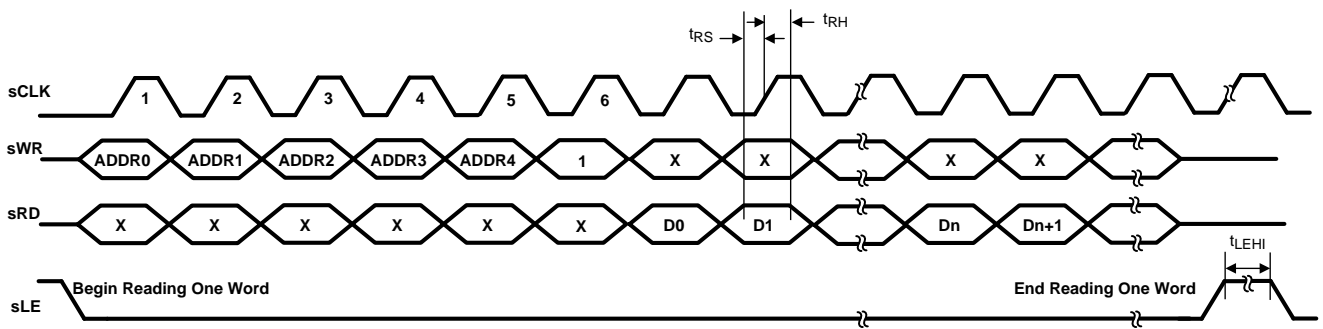 tRS tRH
sCLK 1 2 3 4 5 6
sWR ADDR0 ADDR1 ADDR2 ADDR3 ADDR4 1 X X X X
sRD X X X X X X D0 D1 Dn Dn+1
tLEHI
sLE Begin Reading One Word End Reading One Word